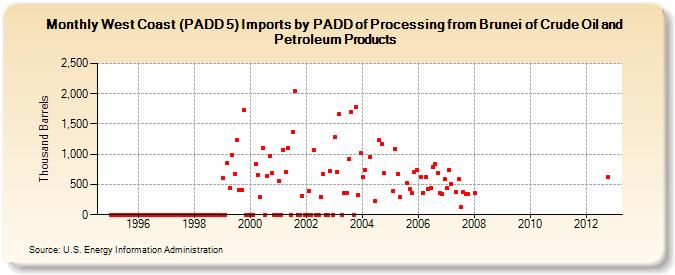 Monthly West Coast (PADD 5) Imports by PADD of Processing from Brunei of Crude Oil and
Petroleum Products
Thousand Barrels
2,500
2,000
1,500
1,000
500
0
1996 1998 2000 2002 2004 2006 2008 2010 2012
Source: U.S. Energy Information Administration